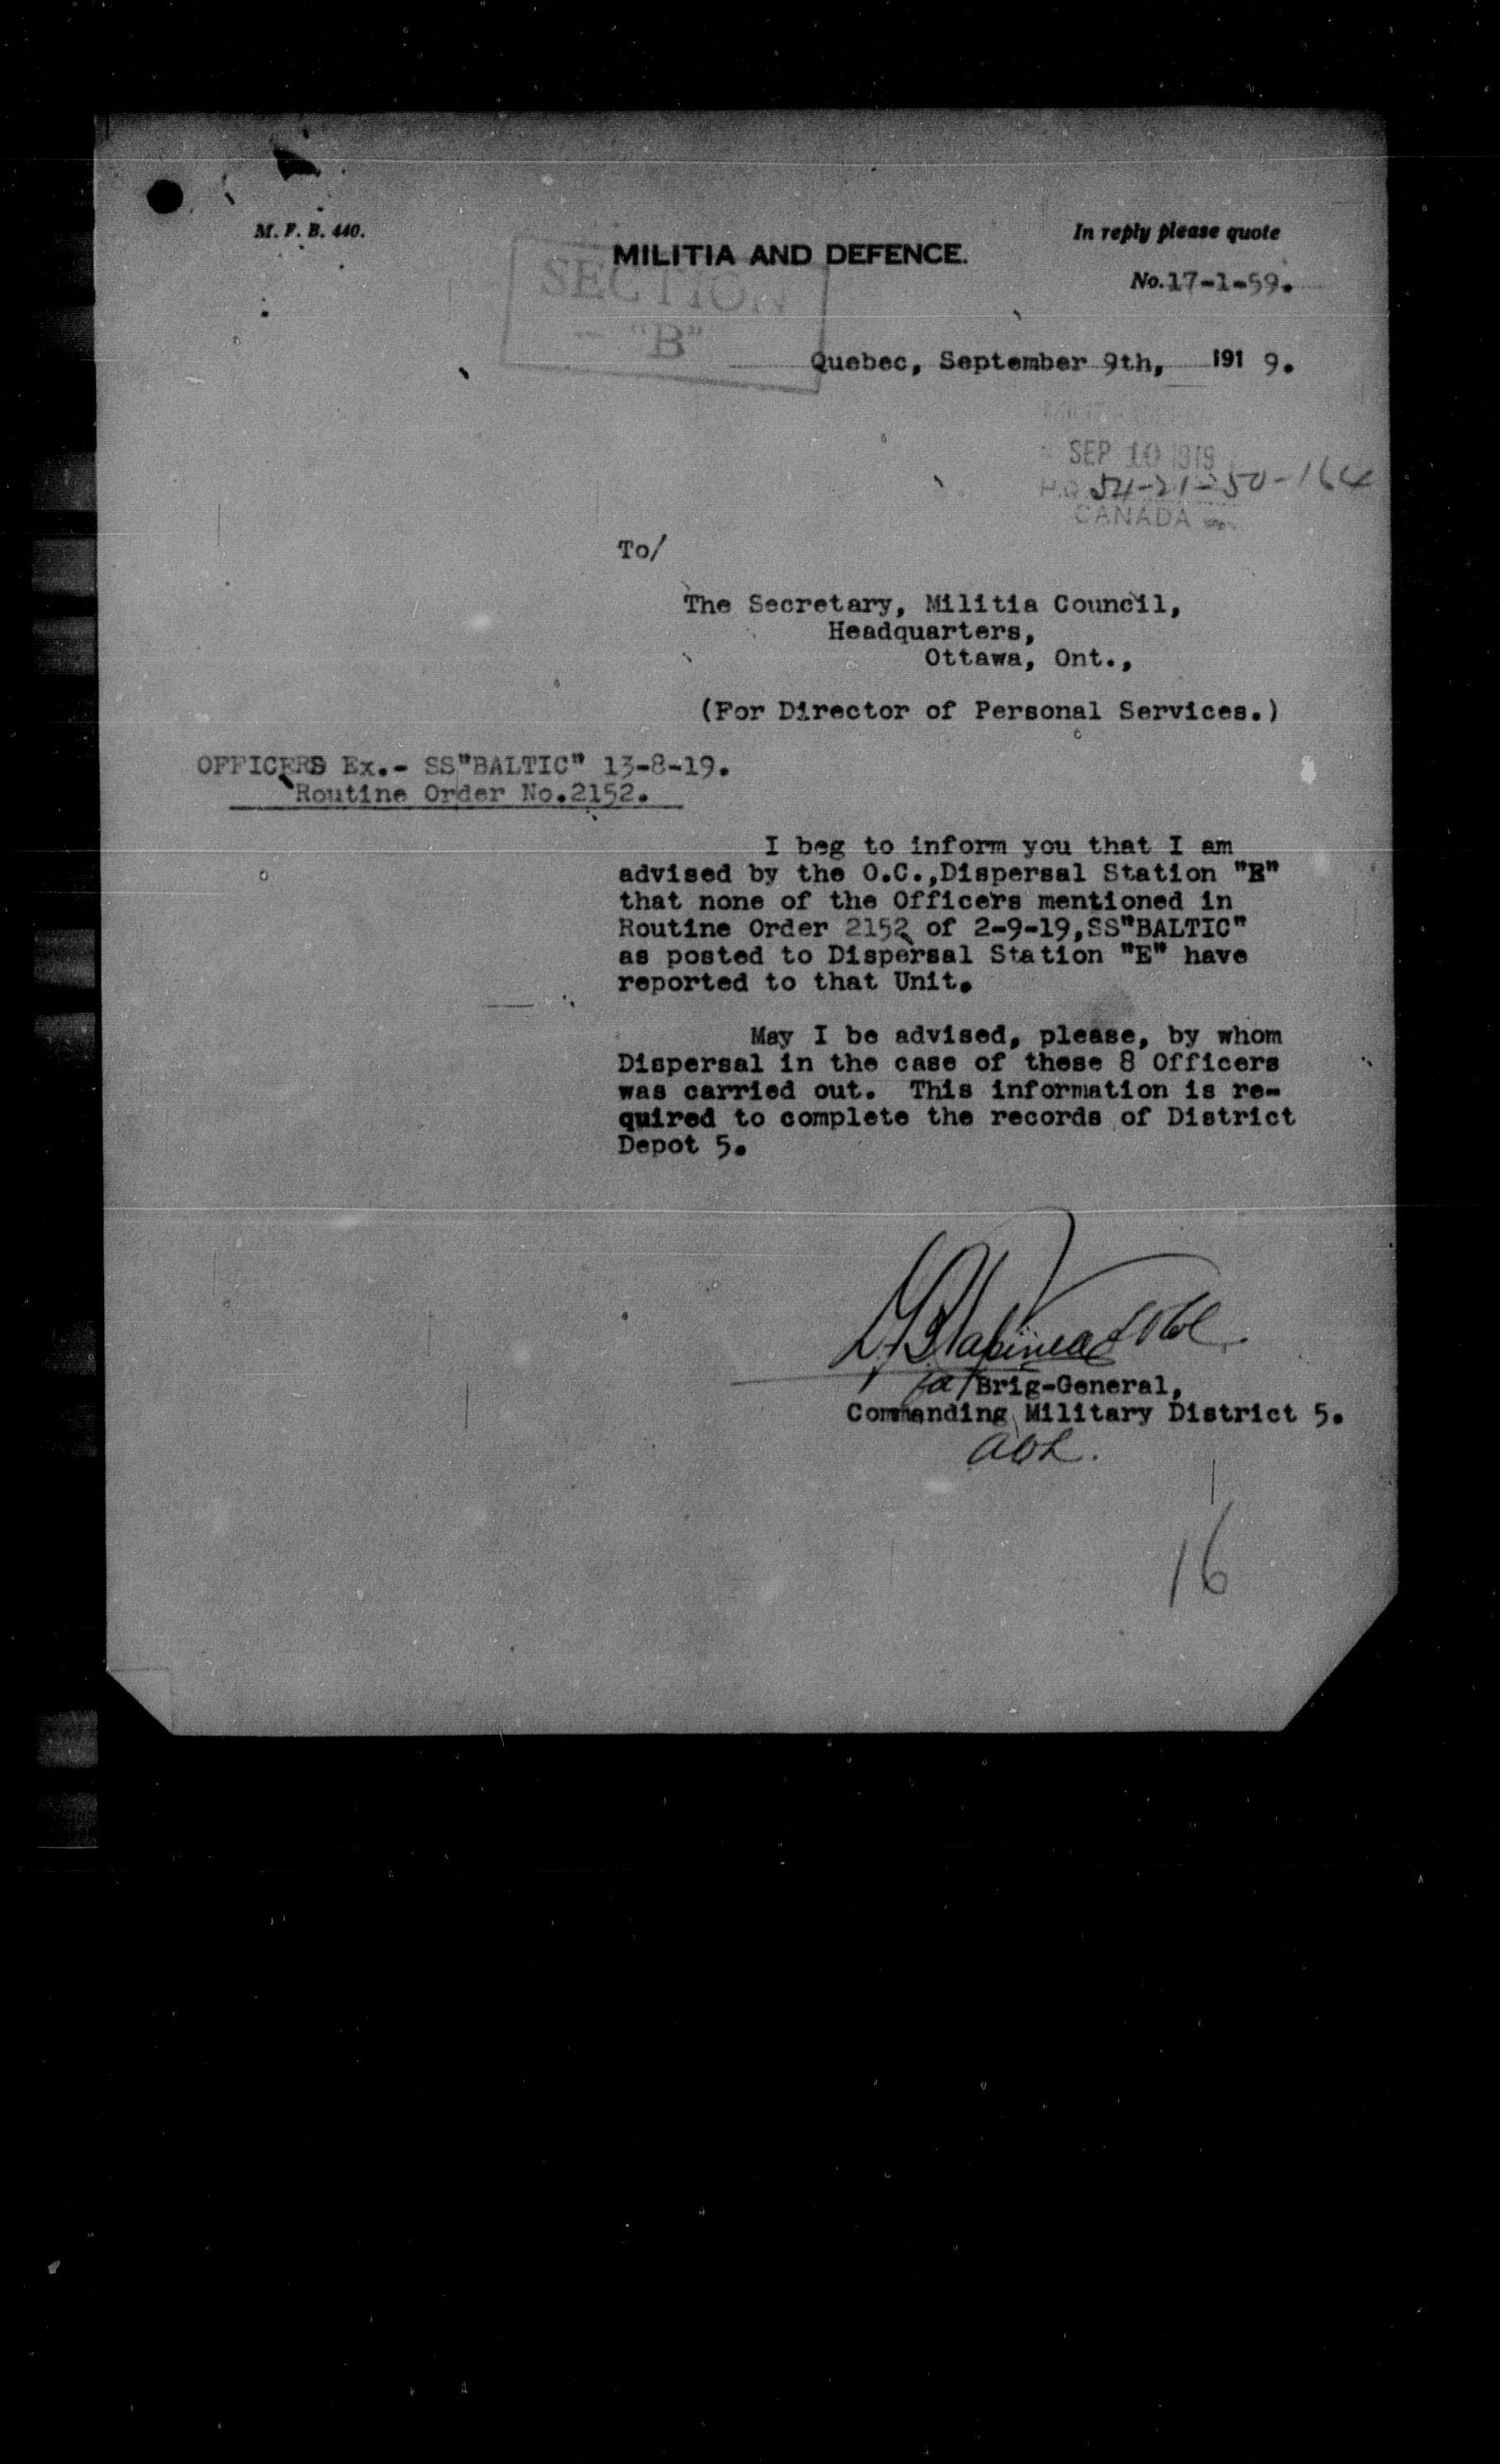 M. F. B. 440.
In reply please quote
MILITIA AND DEFENCE.
SECTION
"B"
No. 17-1-59.
Quebec, September 9th, 1919.
SEP 10 1919
H.Q. 54-21-50-164
CANADA
To/
The Secretary, Militia Council,
Headquarters,
Ottawa, Ont.,
(For Director of Personal Services.)
OFFICERS Ex.- SS"BALTIC" 13-8-19.
Routine Order No.2152.
I beg to inform you that I am
advised by the O.C.,Dispersal Station "E"
that none of the Officers mentioned in
Routine Order 2152 of 2-9-19,SS"BALTIC"
as posted to Dispersal Station "E" have
reported to that Unit.
May I be advised, please, by whom
Dispersal in the case of these 8 Officers
was carried out. This information is re-
quired to complete the records of District
Depot 5.
Brig-General,
Commanding Military District 5.
16